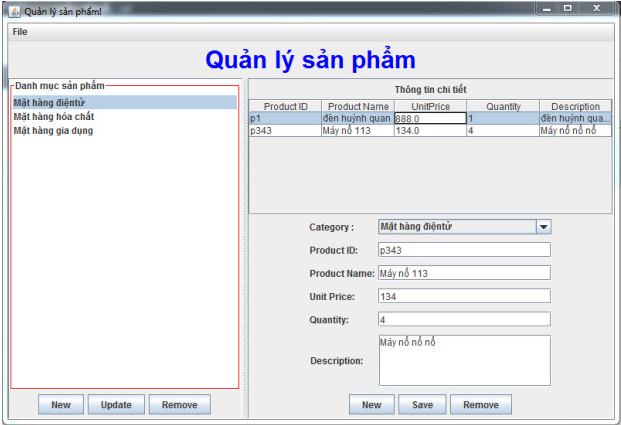 Quản lý sản phẩm!
File
Quản lý sản phẩm
Danh mục sản phẩm
Mặt hàng điệntử
Mặt hàng hóa chất
Mặt hàng gia dụng
New Update Remove
Thông tin chi tiết
Product ID Product Name UnitPrice Quantity Description
p1 đèn huỳnh quan 888.0 1 đèn huỳnh qua...
p343 Máy nổ 113 134.0 4 Máy nổ nổ nổ
Category : Mặt hàng điệntử
Product ID: p343
Product Name: Máy nổ 113
Unit Price: 134
Quantity: 4
Description: Máy nổ nổ nổ
New Save Remove